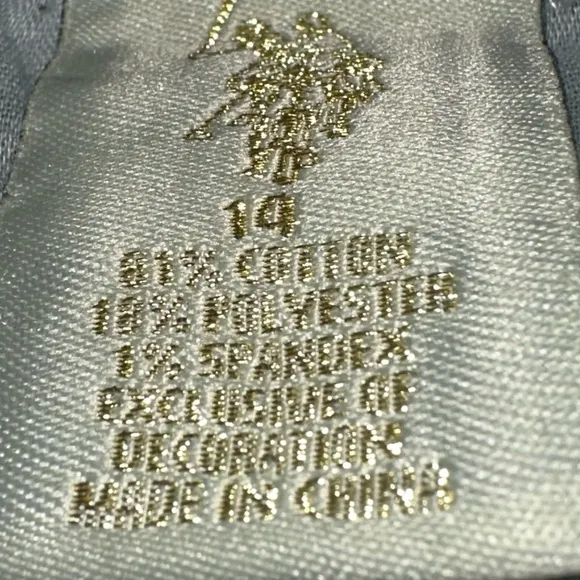 14
81% COTTON
18% POLYESTER
1% SPANDEX
EXCLUSIVE OF
DECORATION
MADE IN CHINA